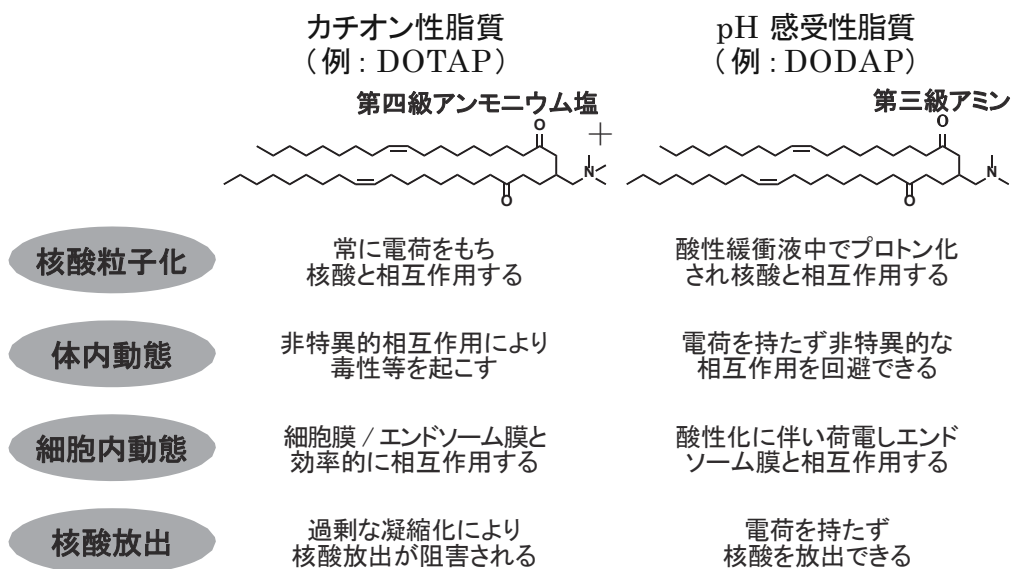 カチオン性脂質
（例 : DOTAP）
pH 感受性脂質
（例 : DODAP）
第四級アンモニウム塩
第三級アミン
O
+
N
O
O
N
O
核酸粒子化
常に電荷をもち
核酸と相互作用する
酸性緩衝液中でプロトン化
され核酸と相互作用する
体内動態
非特異的相互作用により
毒性等を起こす
電荷を持たず非特異的な
相互作用を回避できる
細胞内動態
細胞膜 / エンドソーム膜と
効率的に相互作用する
酸性化に伴い荷電しエンド
ソーム膜と相互作用する
核酸放出
過剰な凝縮化により
核酸放出が阻害される
電荷を持たず
核酸を放出できる